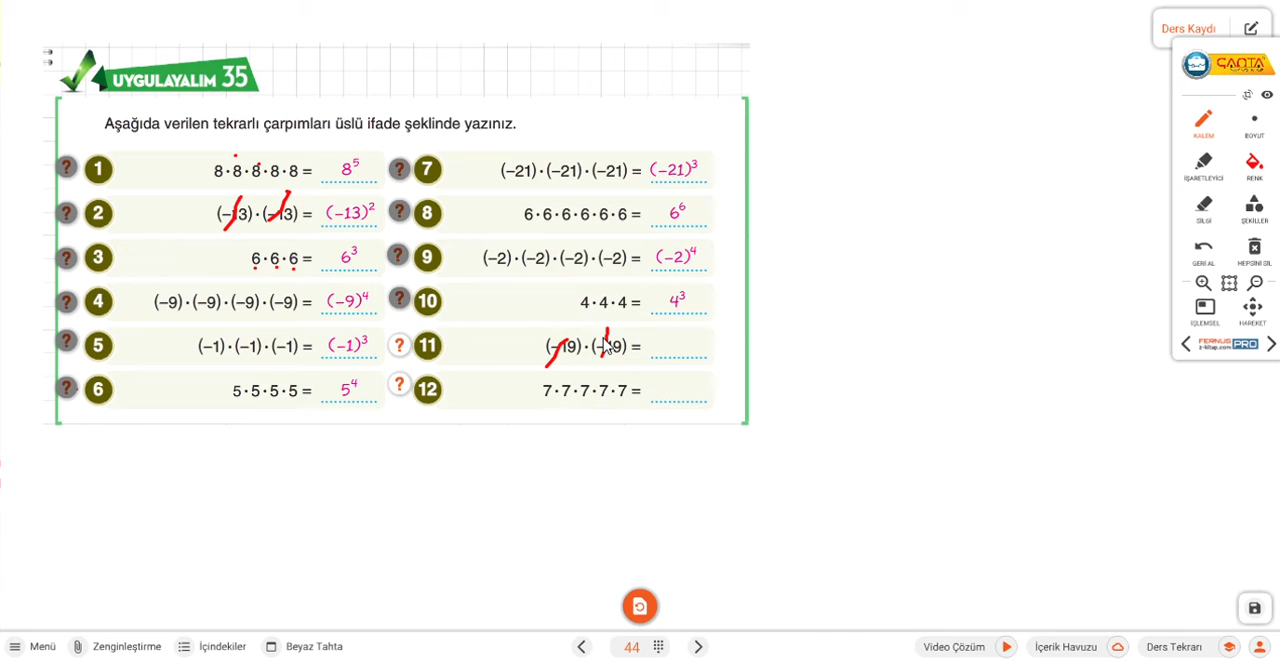 Ders Kaydı
UYGULAYALIM 35
Aşağıda verilen tekrarlı çarpımları üslü ifade şeklinde yazınız.
? 1 8 · 8 · 8 · 8 · 8 = 8⁵
? 2 (–13) · (–13) = (–13)²
? 3 6 · 6 · 6 = 6³
? 4 (–9) · (–9) · (–9) · (–9) = (–9)⁴
? 5 (–1) · (–1) · (–1) = (–1)³
? 6 5 · 5 · 5 · 5 = 5⁴
? 7 (–21) · (–21) · (–21) = (–21)³
? 8 6 · 6 · 6 · 6 · 6 · 6 = 6⁶
? 9 (–2) · (–2) · (–2) · (–2) = (–2)⁴
? 10 4 · 4 · 4 = 4³
? 11 (–19) · (–19) =
? 12 7 · 7 · 7 · 7 · 7 =
KALEM BOYUT
İŞARETLEYİCİ RENK
SİLGİ ŞEKİLLER
GERİ AL HEPSİNİ SİL
İŞLEMSEL HAREKET
FERNUS
z-kitap.com PRO
Menü Zenginleştirme İçindekiler Beyaz Tahta 44 Video Çözüm İçerik Havuzu Ders Tekrarı